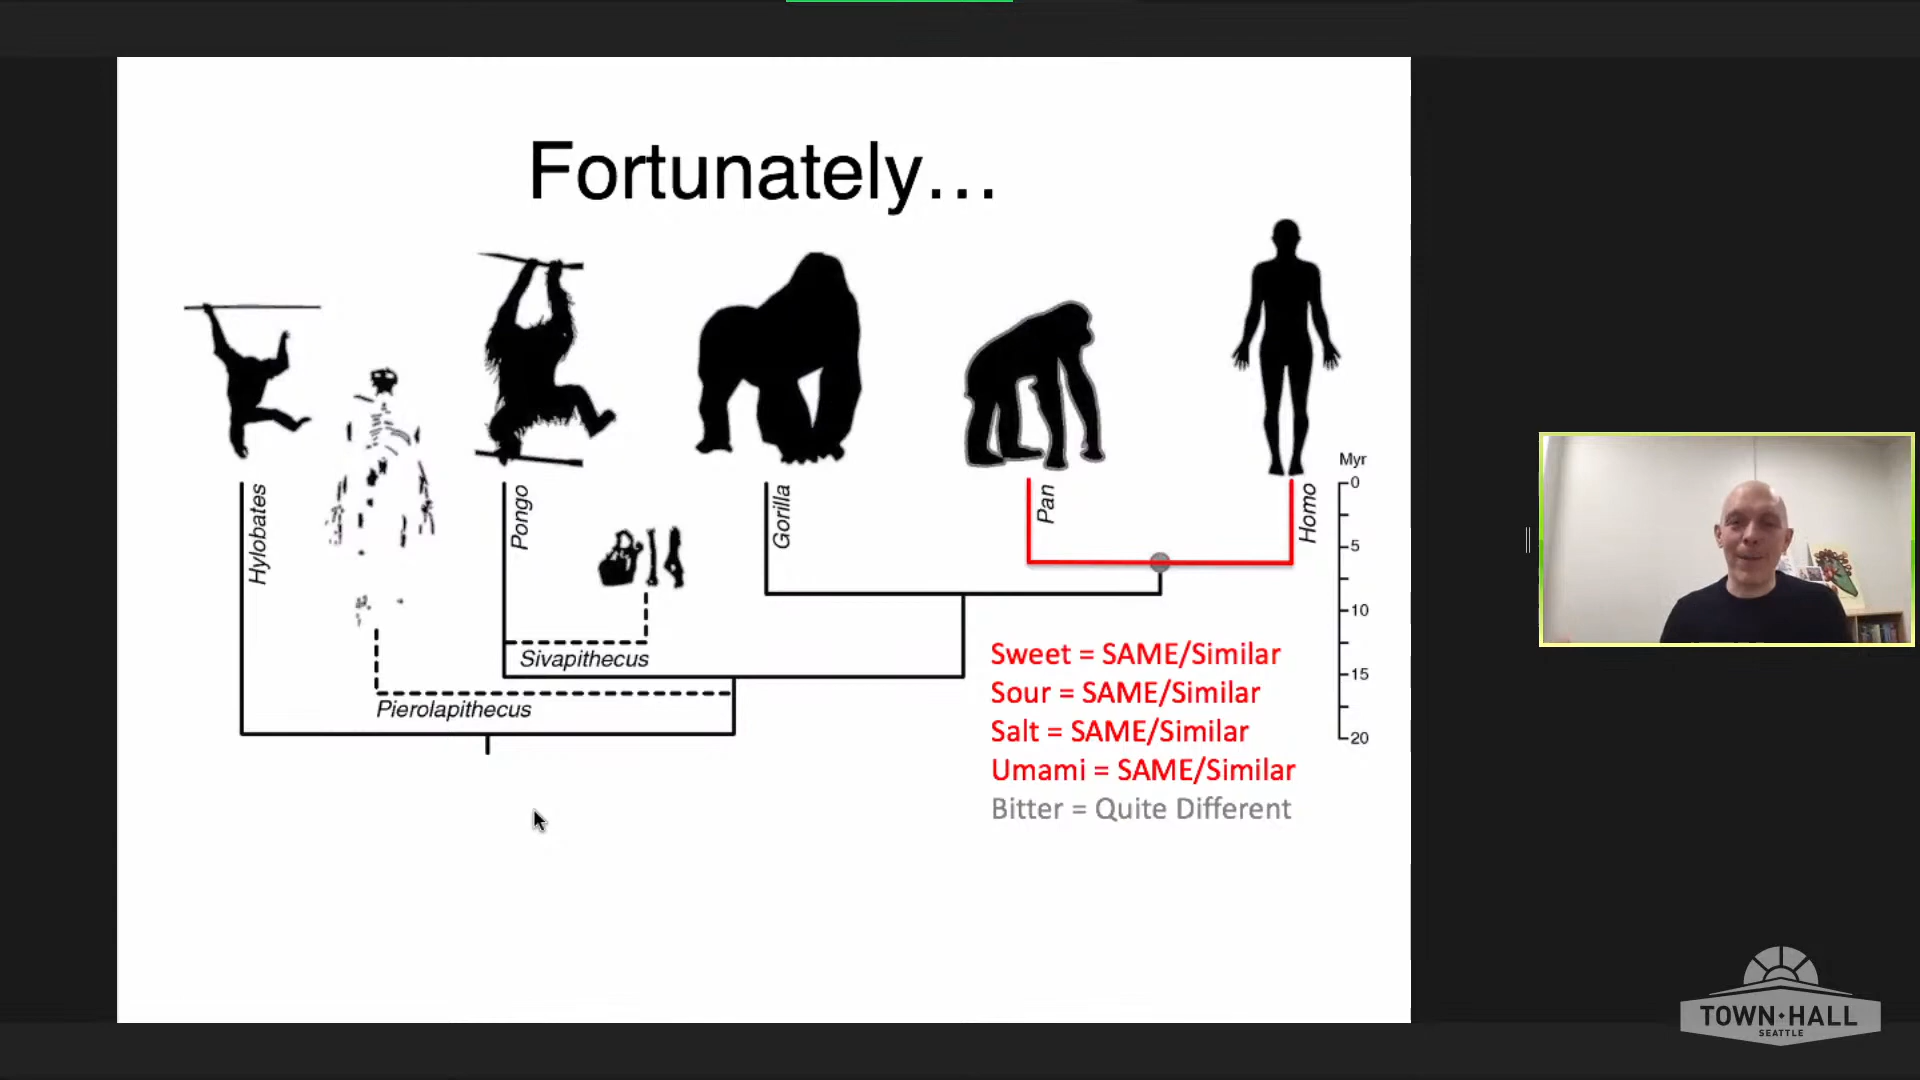 Fortunately...
Hylobates
Pongo
Gorilla
Pan
Homo
Myr
0
5
10
15
20
Sivapithecus
Pierolapithecus
Sweet = SAME/Similar
Sour = SAME/Similar
Salt = SAME/Similar
Umami = SAME/Similar
Bitter = Quite Different
TOWN·HALL
SEATTLE